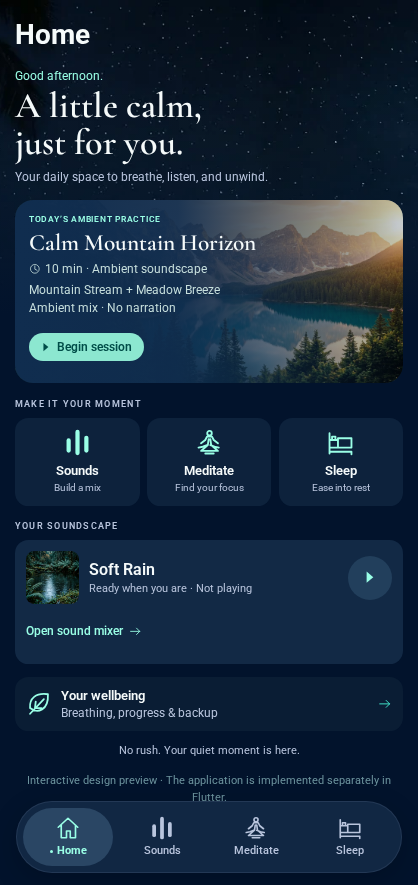 Home
Good afternoon.
A little calm,
just for you.
Your daily space to breathe, listen, and unwind.
TODAY'S AMBIENT PRACTICE
Calm Mountain Horizon
10 min · Ambient soundscape
Mountain Stream + Meadow Breeze
Ambient mix · No narration
Begin session
MAKE IT YOUR MOMENT
Sounds
Build a mix
Meditate
Find your focus
Sleep
Ease into rest
YOUR SOUNDSCAPE
Soft Rain
Ready when you are · Not playing
Open sound mixer →
Your wellbeing
Breathing, progress & backup
No rush. Your quiet moment is here.
Interactive design preview · The application is implemented separately in
Flutter.
• Home
Sounds
Meditate
Sleep